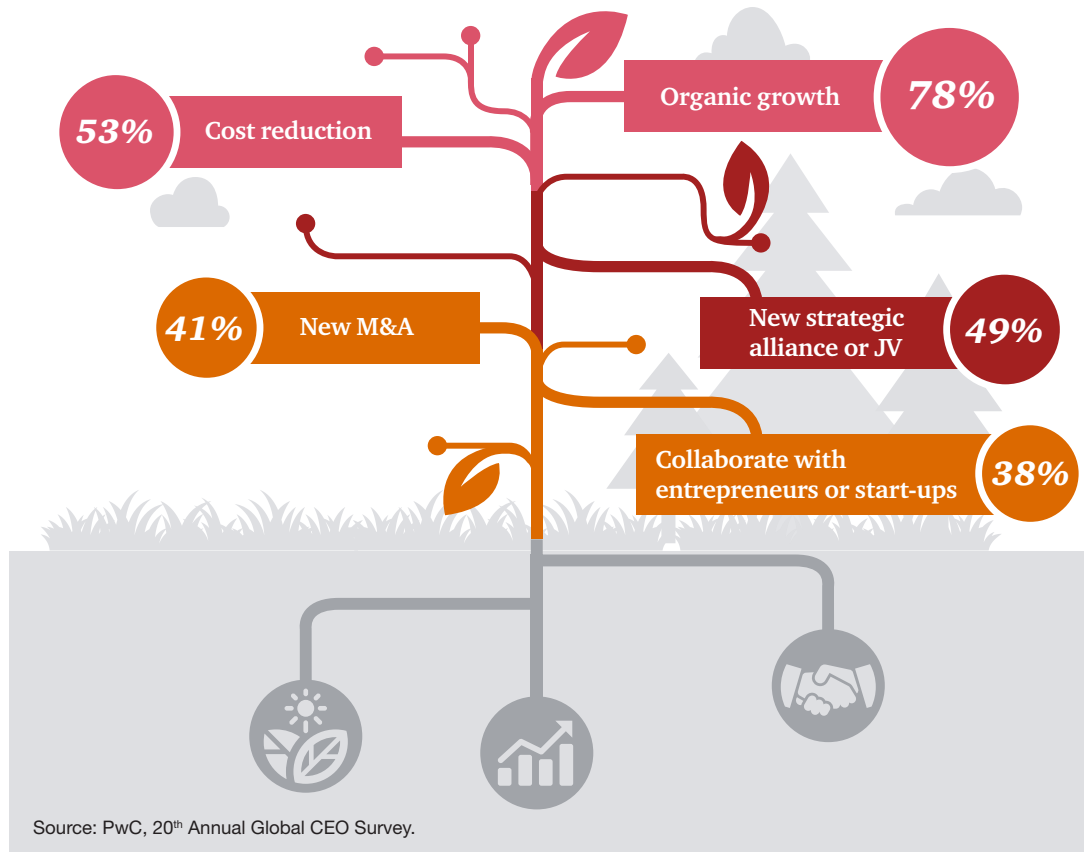 Organic growth
78%
53%
Cost reduction
41%
New M&A
New strategic
alliance or JV
49%
Collaborate with
entrepreneurs or start-ups
38%
Source: PwC, 20th Annual Global CEO Survey.